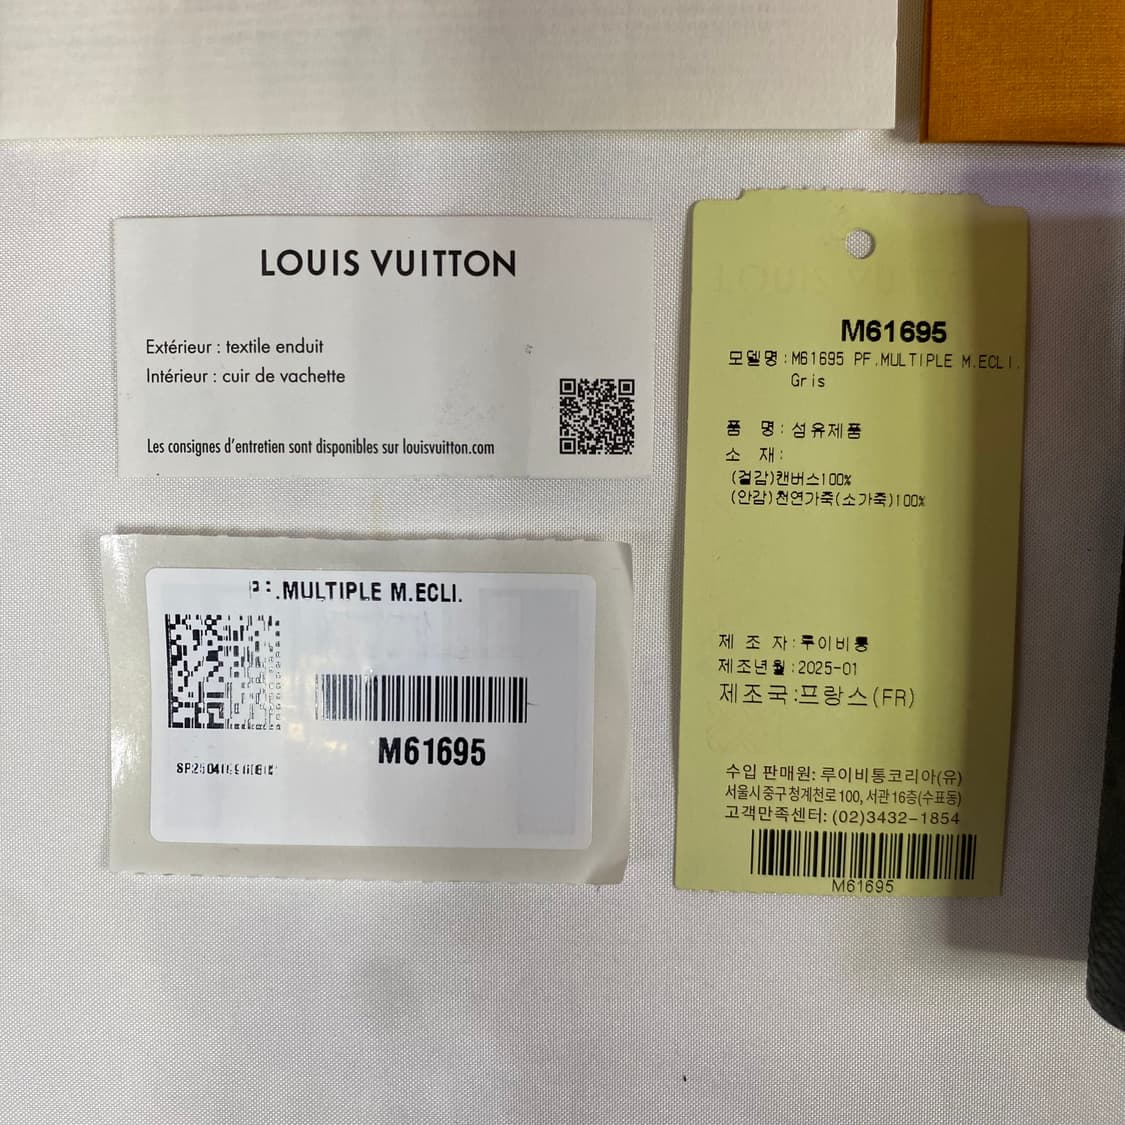 LOUIS VUITTON
Extérieur : textile enduit
Intérieur : cuir de vachette
Les consignes d'entretien sont disponibles sur louisvuitton.com
.MULTIPLE M.ECLI.
M61695
M61695
모델명:M61695 PF.MULTIPLE M.ECLI.
Gris
품 명:섬유제품
소 재:
(겉감)캔버스100%
(안감)천연가죽(소가죽)100%
제 조 자:루이비통
제조년월:2025-01
제조국:프랑스(FR)
수입 판매원: 루이비통코리아(유)
서울시 중구 청계천로 100, 서관 16층(수표동)
고객만족센터: (02)3432-1854
M61695